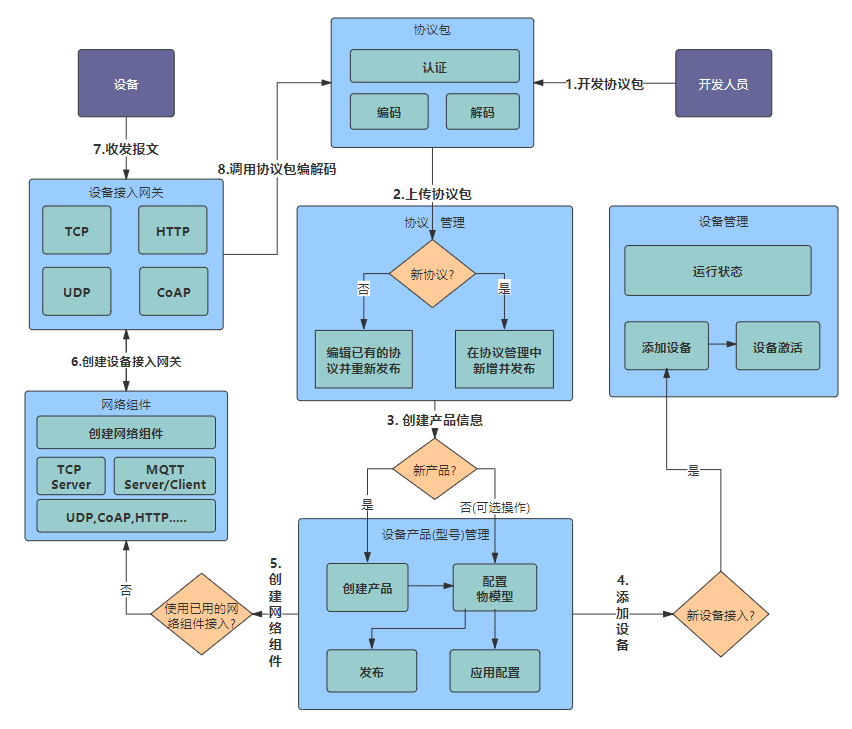 协议包
认证
编码
解码
设备
1.开发协议包
开发人员
7.收发报文
8.调用协议包编解码
2.上传协议包
设备接入网关
TCP
HTTP
UDP
CoAP
协议 管理
新协议?
否
是
编辑已有的协
议并重新发布
在协议管理中
新增并发布
设备管理
运行状态
添加设备
设备激活
6.创建设备接入网关
网络组件
创建网络组件
TCP
Server
MQTT
Server/Client
UDP,CoAP,HTTP.....
3. 创建产品信息
新产品?
是
否(可选操作)
是
设备产品(型号)管理
创建产品
配置
物模型
发布
应用配置
5.
创
建
网
络
组
件
否
使用已用的网
络组件接入?
4.
添
加
设
备
新设备接入?